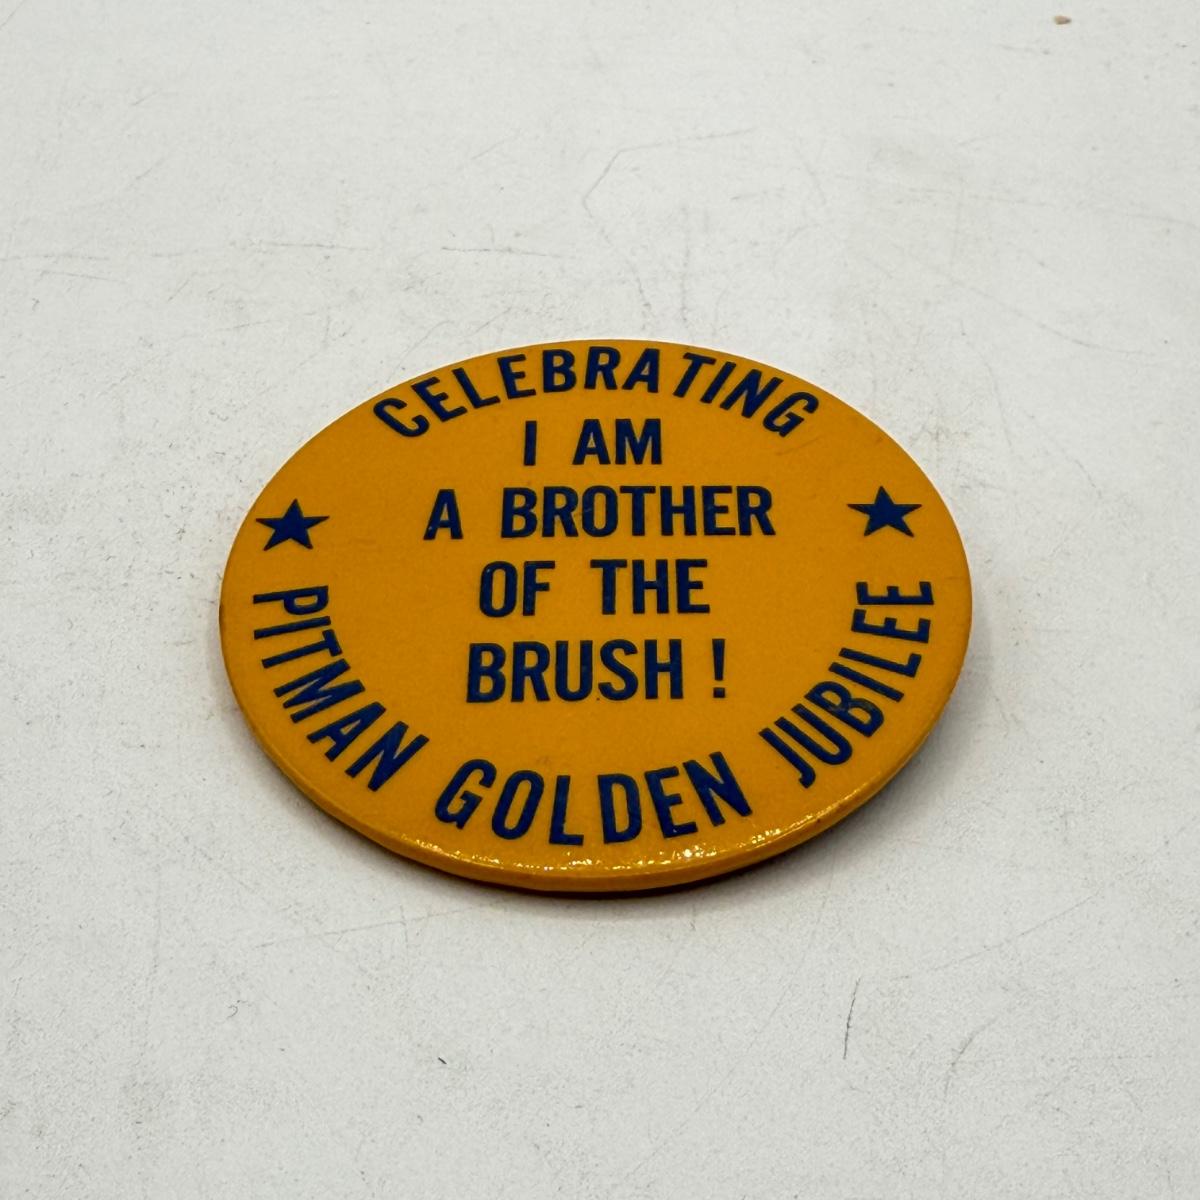 CELEBRATING
I AM
A BROTHER
OF THE
BRUSH!
PITMAN GOLDEN JUBILEE